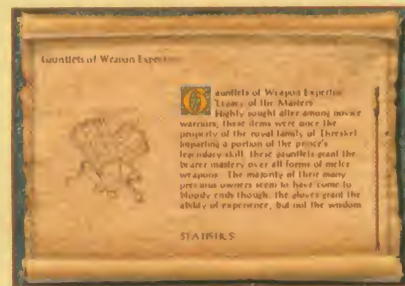 Gauntlets of Weapon Expertise
Gauntlets of Weapon Expertise
Legacy of the Masters
Highly sought after among novice
warriors, these items were once the
property of the royal family of Threskel
Imparting a portion of the prince's
legendary skill, these gauntlets grant the
bearer mastery over all forms of melee
weapons. The majority of their many
previous owners seem to have come to
bloody ends though, the gloves grant the
ability of experience, but not the wisdom
STATISTICS